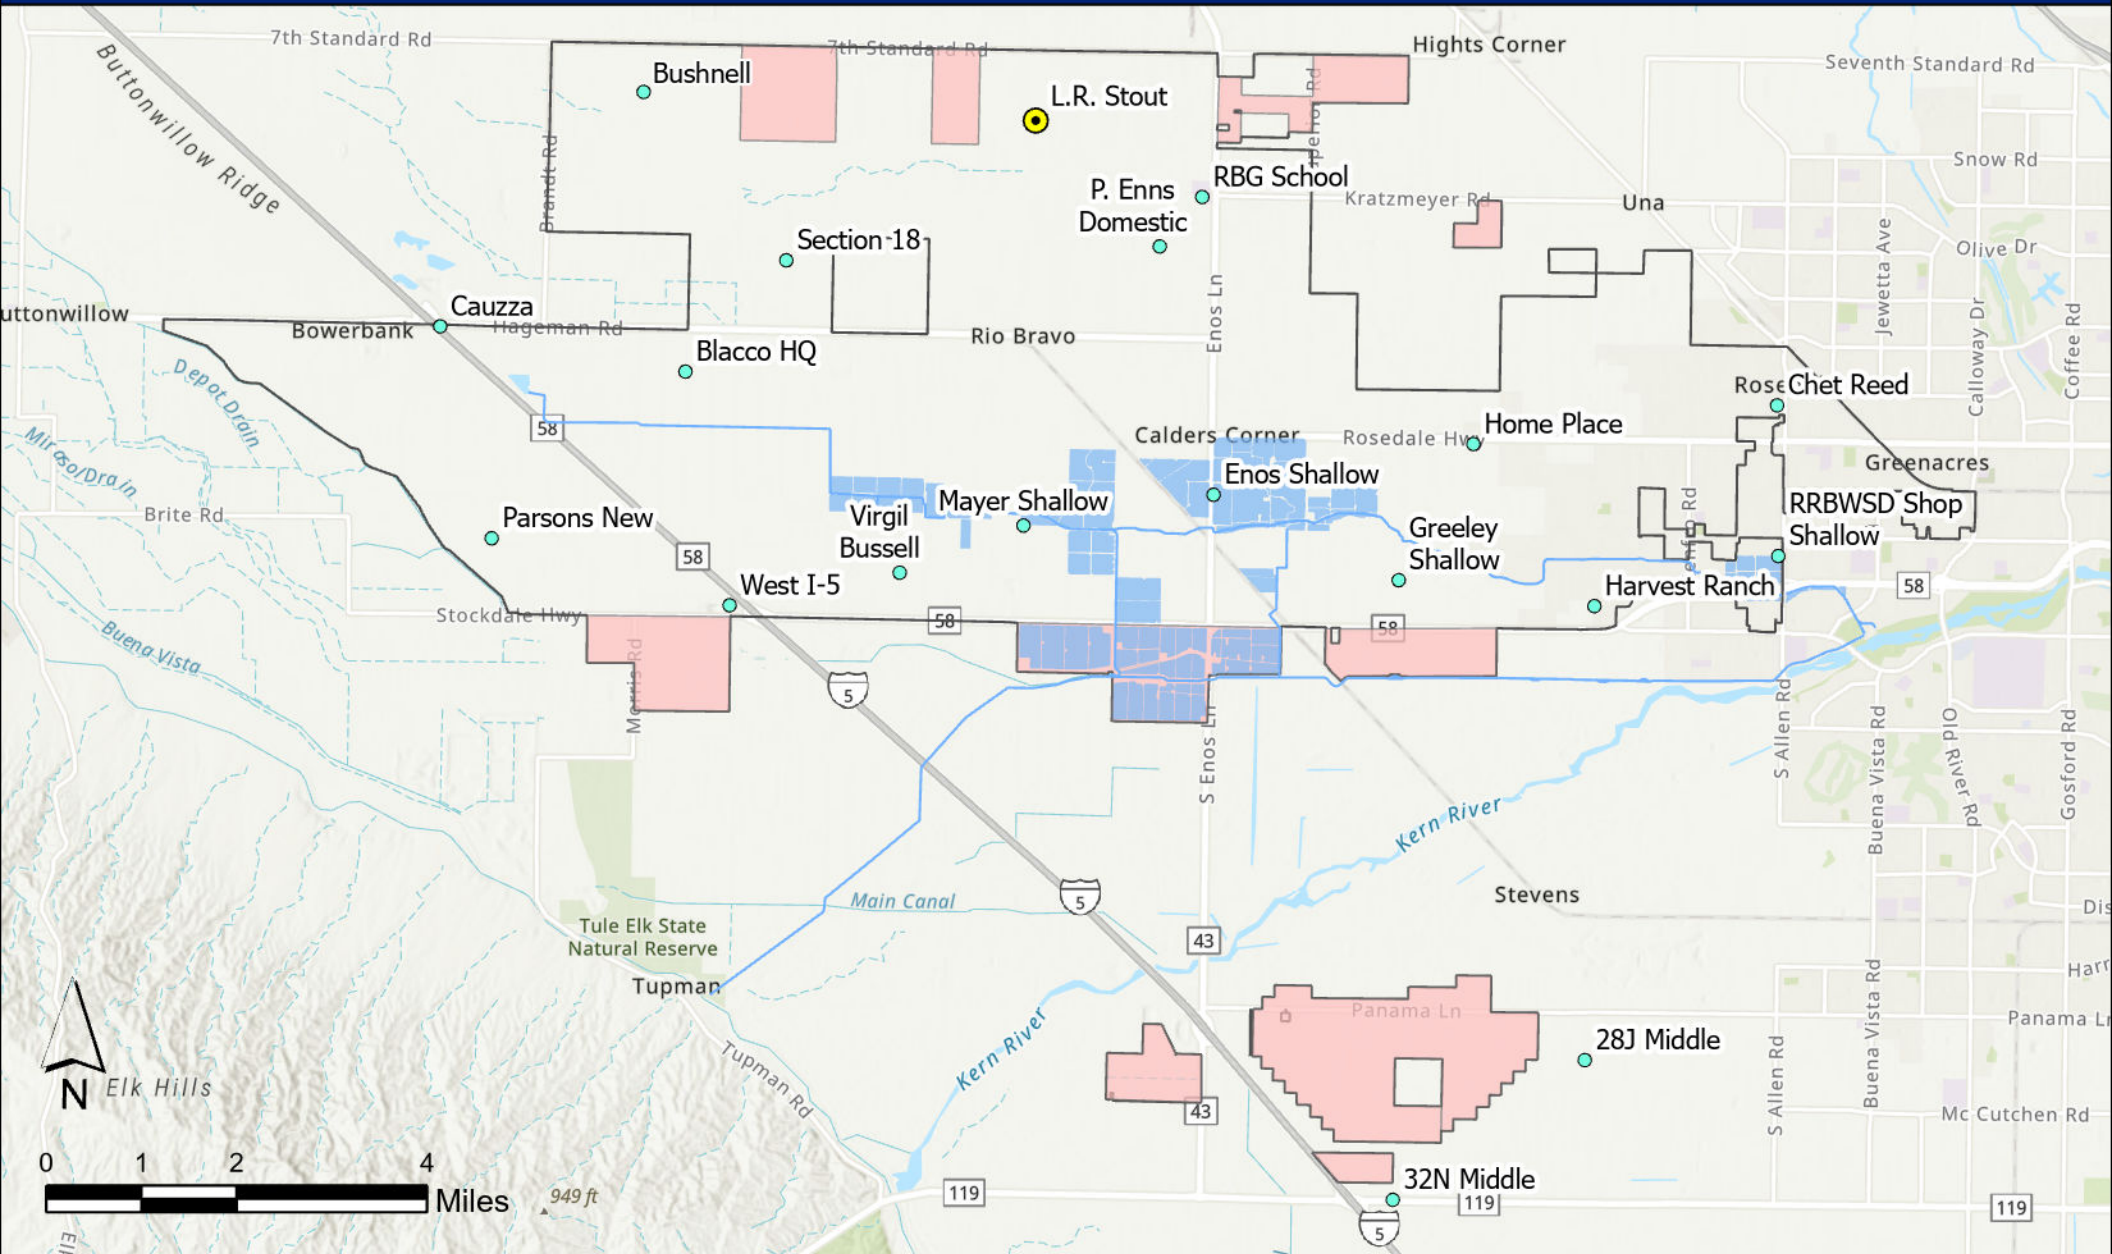 7th Standard Rd
7th Standard Rd
Hights Corner
Seventh Standard Rd
Buttonwillow Ridge
Bushnell
L.R. Stout
Brandt Rd
Snow Rd
RBG School
P. Enns
Domestic
Kratzmeyer Rd
Una
Section 18
Olive Dr
Jewetta Ave
Enos Ln
Calloway Dr
Coffee Rd
Cauzza
uttonwillow
Bowerbank
Hageman Rd
Rio Bravo
Blacco HQ
Depot Drain
Rose
Chet Reed
58
Home Place
Calders Corner
Rosedale Hwy
Greenacres
Enos Shallow
Drain
Brite Rd
Parsons New
Mayer Shallow
Virgil
Bussell
Greeley
Shallow
RRBWSD Shop
Shallow
58
West I-5
Harvest Ranch
58
Stockdale Hwy
58
58
Buena Vista
Morris Rd
5
S Enos Ln
S Allen Rd
Buena Vista Rd
Old River Rd
Gosford Rd
Kern River
Main Canal
5
Stevens
Tule Elk State
Natural Reserve
43
Tupman
Panama Ln
Panama Ln
Kern River
28J Middle
Tupman Rd
N
Elk Hills
43
S Allen Rd
Buena Vista Rd
Mc Cutchen Rd
0 1 2 4
Miles
949 ft
119
32N Middle
119
119
5